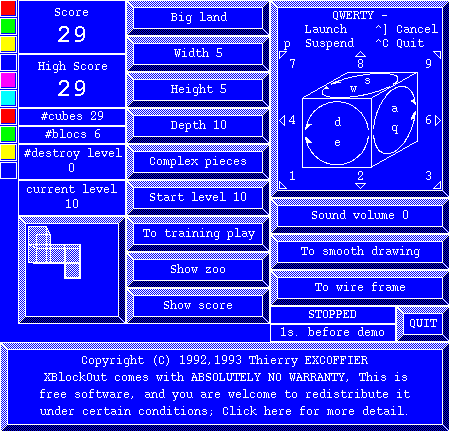 Score
29
High Score
29
#cubes 29
#blocs 6
#destroy level
0
current level
10
Big land
Width 5
Height 5
Depth 10
Complex pieces
Start level 10
To training play
Show zoo
Show score
QWERTY -
Launch ^] Cancel
p Suspend ^C Quit
7 8 9
s
w
4 d a 6
e q
1 2 3
Sound volume 0
To smooth drawing
To wire frame
STOPPED
1s. before demo
QUIT
Copyright (C) 1992,1993 Thierry EXCOFFIER
XBlockOut comes with ABSOLUTELY NO WARRANTY, This is
free software, and you are welcome to redistribute it
under certain conditions; Click here for more detail.